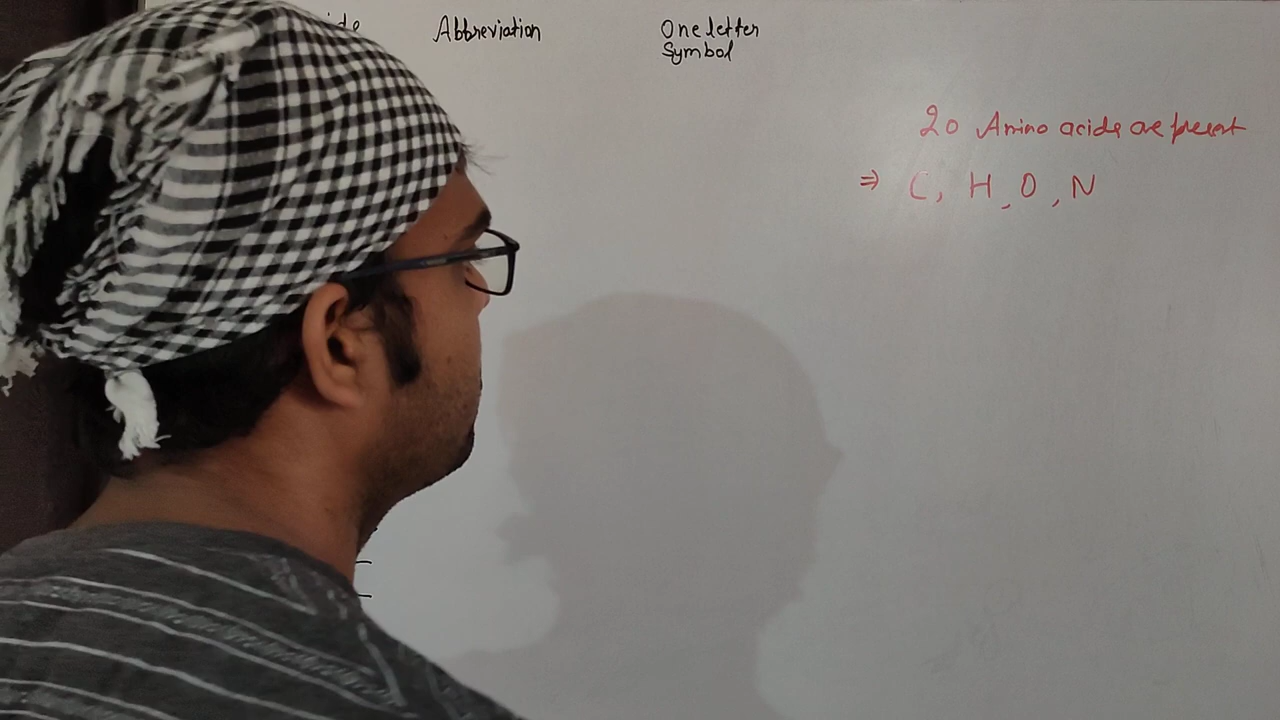 Abbreviation
One letter
Symbol
20 Amino acids are present
⇒ C, H, O, N